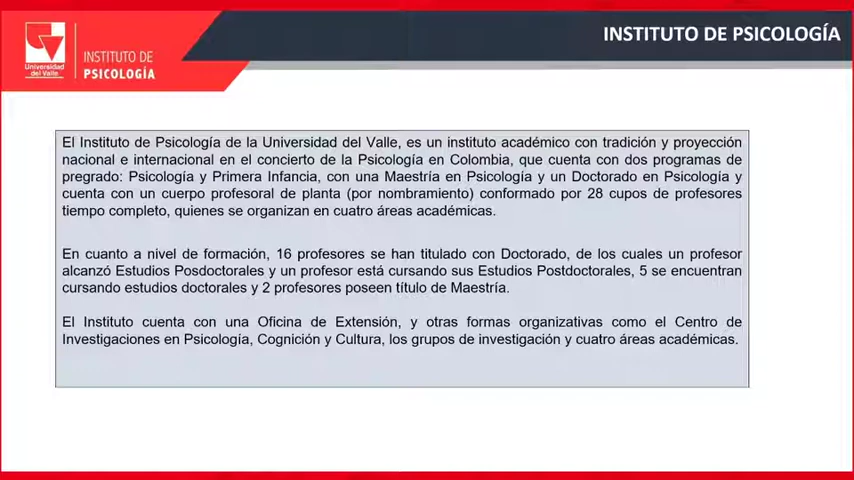 INSTITUTO DE PSICOLOGÍA
Universidad
del Valle
INSTITUTO DE
PSICOLOGÍA
El Instituto de Psicología de la Universidad del Valle, es un instituto académico con tradición y proyección
nacional e internacional en el concierto de la Psicología en Colombia, que cuenta con dos programas de
pregrado: Psicología y Primera Infancia, con una Maestría en Psicología y un Doctorado en Psicología y
cuenta con un cuerpo profesoral de planta (por nombramiento) conformado por 28 cupos de profesores
tiempo completo, quienes se organizan en cuatro áreas académicas.
En cuanto a nivel de formación, 16 profesores se han titulado con Doctorado, de los cuales un profesor
alcanzó Estudios Posdoctorales y un profesor está cursando sus Estudios Postdoctorales, 5 se encuentran
cursando estudios doctorales y 2 profesores poseen título de Maestría.
El Instituto cuenta con una Oficina de Extensión, y otras formas organizativas como el Centro de
Investigaciones en Psicología, Cognición y Cultura, los grupos de investigación y cuatro áreas académicas.